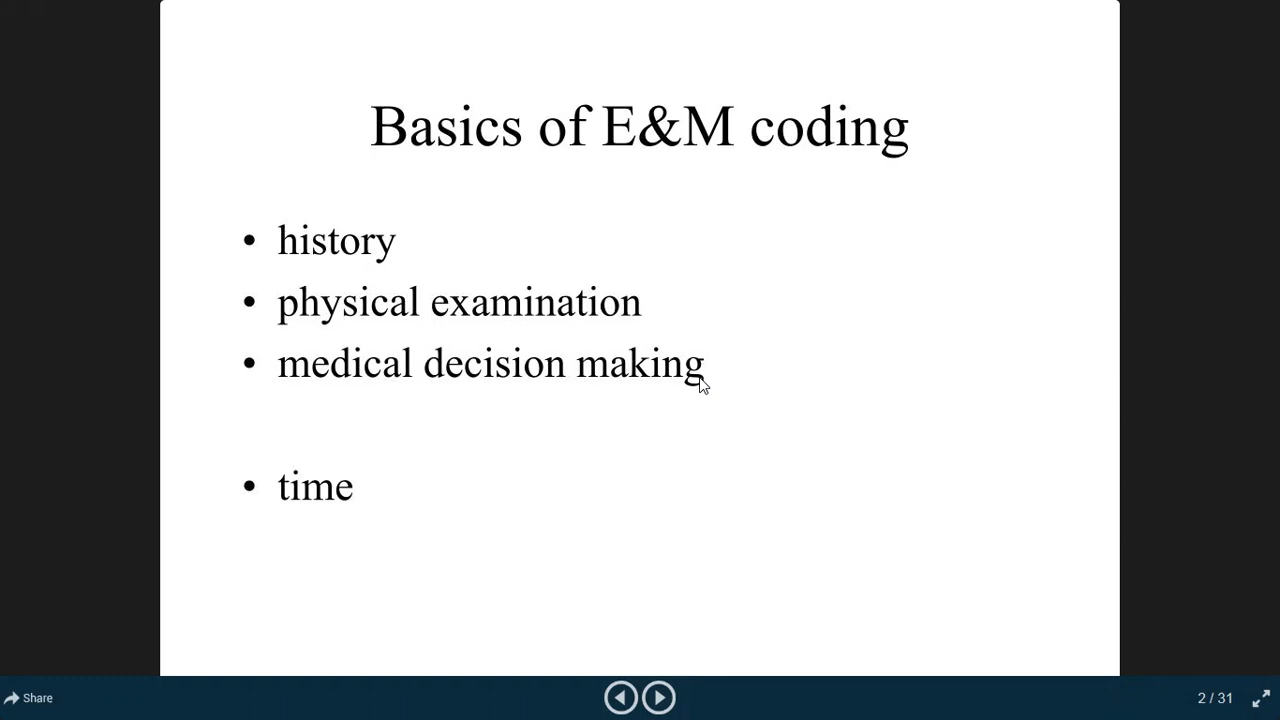 Basics of E&M coding
• history
• physical examination
• medical decision making
• time
Share
2 / 31